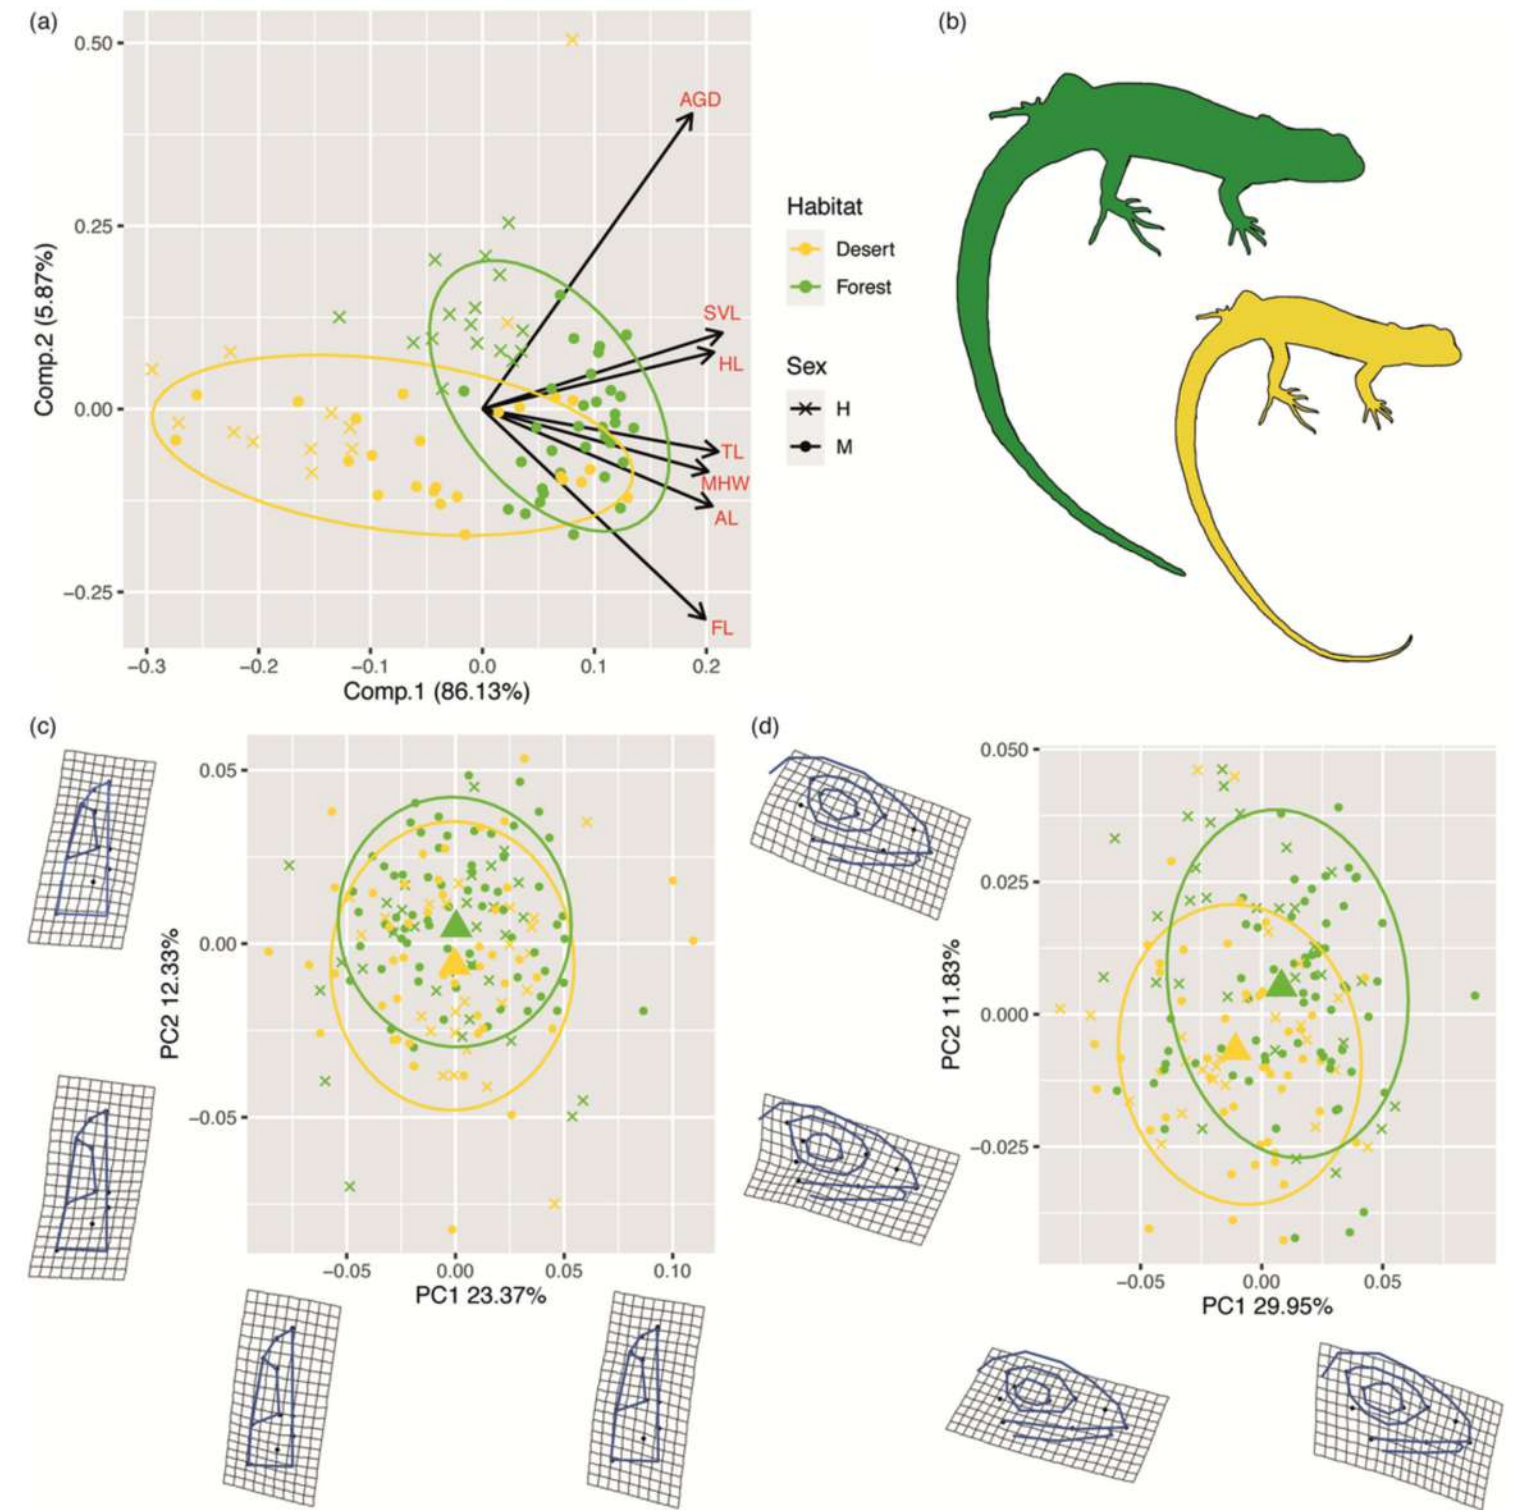 (a)
0.50
0.25
0.00
−0.25
Comp.2 (5.87%)
AGD
SVL
HL
TL
MHW
AL
FL
−0.3 −0.2 −0.1 0.0 0.1 0.2
Comp.1 (86.13%)
Habitat
Desert
Forest
Sex
H
M
(b)
(c)
0.05
0.00
−0.05
PC2 12.33%
−0.05 0.00 0.05 0.10
PC1 23.37%
(d)
0.050
0.025
0.000
−0.025
PC2 11.83%
−0.05 0.00 0.05
PC1 29.95%